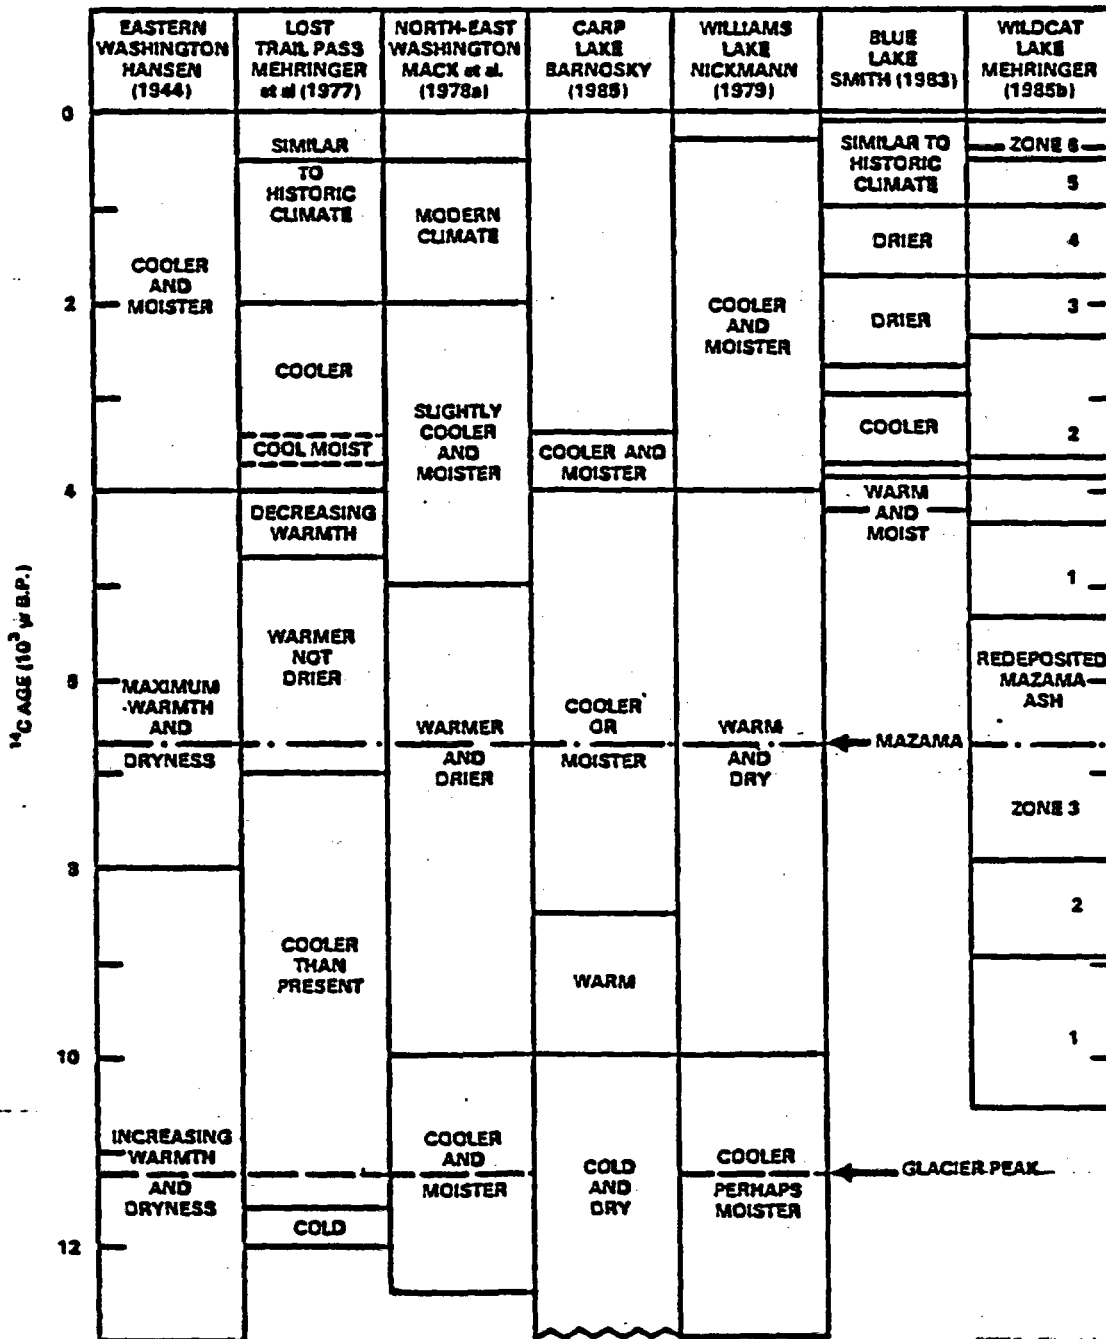 EASTERN
WASHINGTON
HANSEN
(1944)
LOST
TRAIL PASS
MEHRINGER
et al (1977)
NORTH-EAST
WASHINGTON
MACK et al.
(1978a)
CARP
LAKE
BARNOSKY
(1985)
WILLIAMS
LAKE
NICKMANN
(1979)
BLUE
LAKE
SMITH (1983)
WILDCAT
LAKE
MEHRINGER
(1985b)
14C AGE (10³ yr B.P.)
0
2
4
6
8
10
12
COOLER
AND
MOISTER
MAXIMUM
WARMTH
AND
DRYNESS
INCREASING
WARMTH
AND
DRYNESS
SIMILAR
TO
HISTORIC
CLIMATE
COOLER
COOL MOIST
DECREASING
WARMTH
WARMER
NOT
DRIER
COOLER
THAN
PRESENT
COLD
MODERN
CLIMATE
SLIGHTLY
COOLER
AND
MOISTER
WARMER
AND
DRIER
COOLER
AND
MOISTER
COOLER AND
MOISTER
COOLER
OR
MOISTER
WARM
COLD
AND
DRY
COOLER
AND
MOISTER
WARM
AND
DRY
COOLER
PERHAPS
MOISTER
SIMILAR TO
HISTORIC
CLIMATE
DRIER
DRIER
COOLER
WARM
AND
MOIST
MAZAMA
GLACIER PEAK
ZONE 6
5
4
3
2
1
REDEPOSITED
MAZAMA
ASH
ZONE 3
2
1